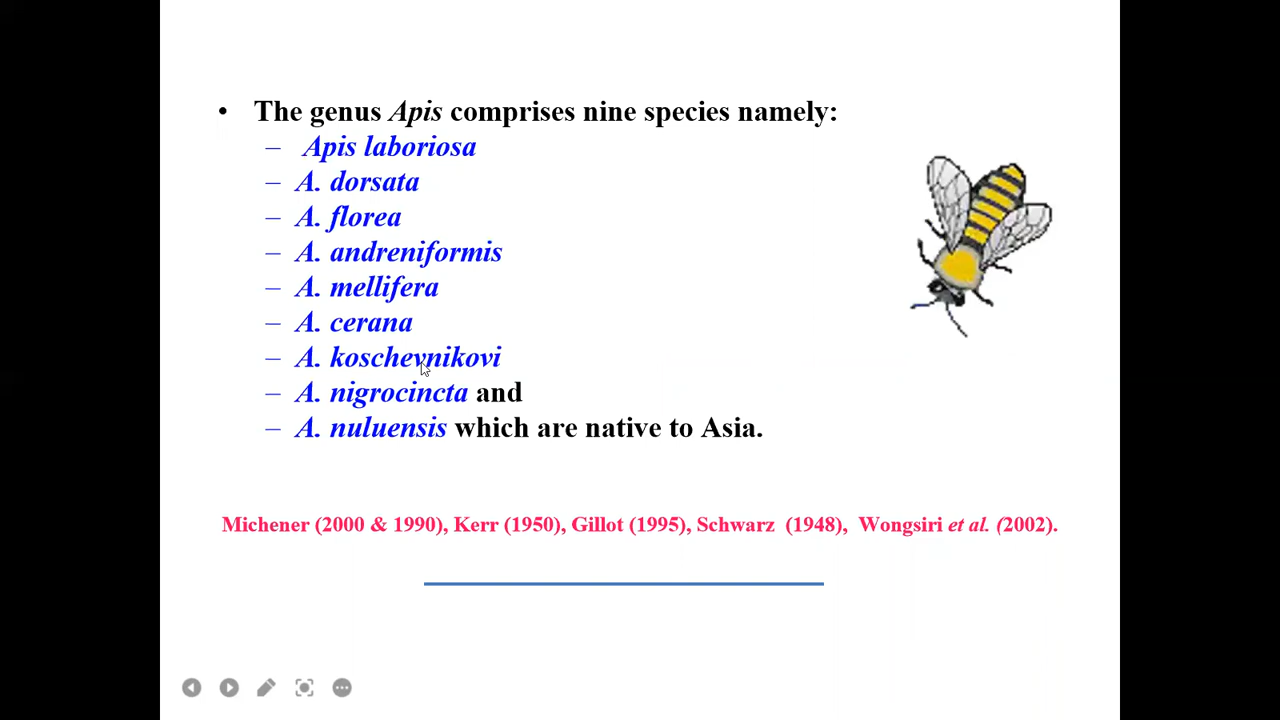 • The genus Apis comprises nine species namely:
– Apis laboriosa
– A. dorsata
– A. florea
– A. andreniformis
– A. mellifera
– A. cerana
– A. koschevnikovi
– A. nigrocincta and
– A. nuluensis which are native to Asia.
Michener (2000 & 1990), Kerr (1950), Gillot (1995), Schwarz (1948), Wongsiri et al. (2002).